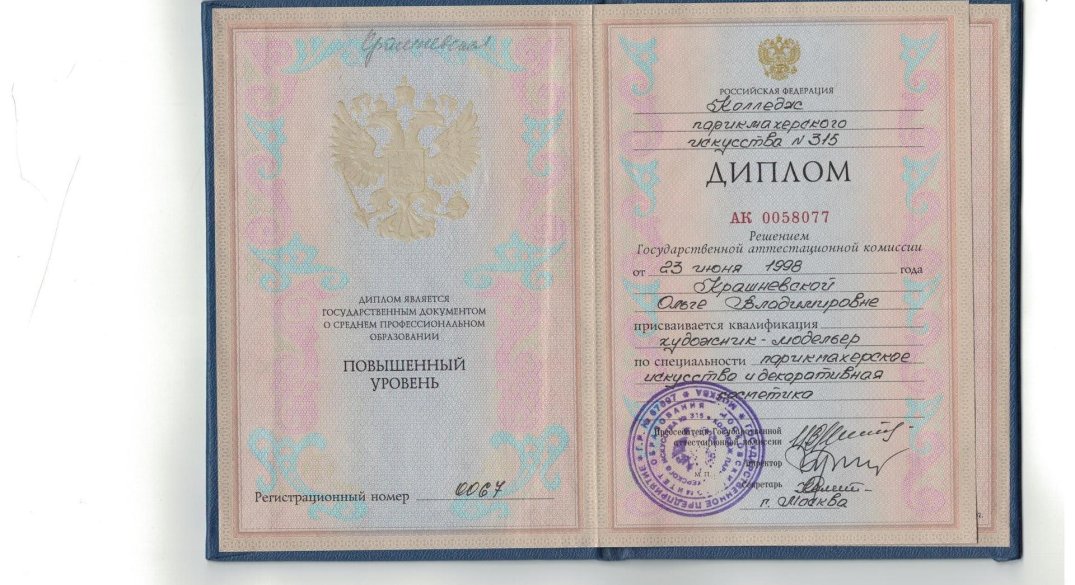 Крашневская
ДИПЛОМ ЯВЛЯЕТСЯ
ГОСУДАРСТВЕННЫМ ДОКУМЕНТОМ
О СРЕДНЕМ ПРОФЕССИОНАЛЬНОМ
ОБРАЗОВАНИИ
ПОВЫШЕННЫЙ
УРОВЕНЬ
Регистрационный номер 0067
РОССИЙСКАЯ ФЕДЕРАЦИЯ
Колледж
парикмахерского
искусства N 315
ДИПЛОМ
АК 0058077
Решением
Государственной аттестационной комиссии
от 23 июня 1998 года
Крашневской
Ольге Владимировне
присваивается квалификация
художник-модельер
по специальности парикмахерское
искусство и декоративная
косметика
Председатель Государственной
аттестационной комиссии
Директор
Секретарь
М.П.
г. Москва